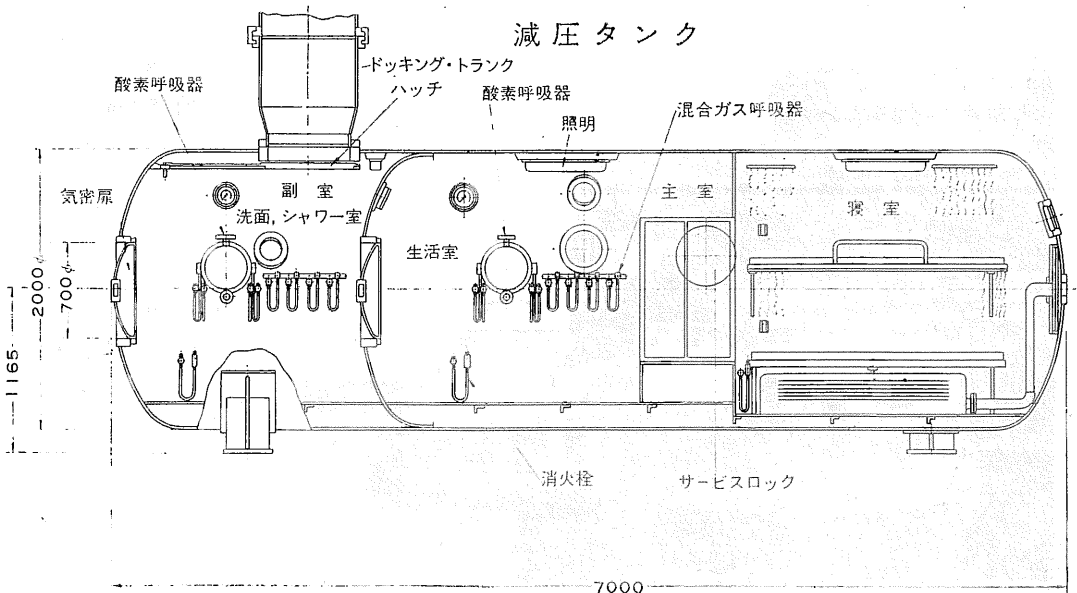 減圧タンク
ドッキング・トランク
ハッチ
酸素呼吸器
酸素呼吸器
照明
混合ガス呼吸器
気密扉
副室
洗面,シャワー室
生活室
主室
寝室
2000φ
700φ
1165
消火栓
サービスロック
7000